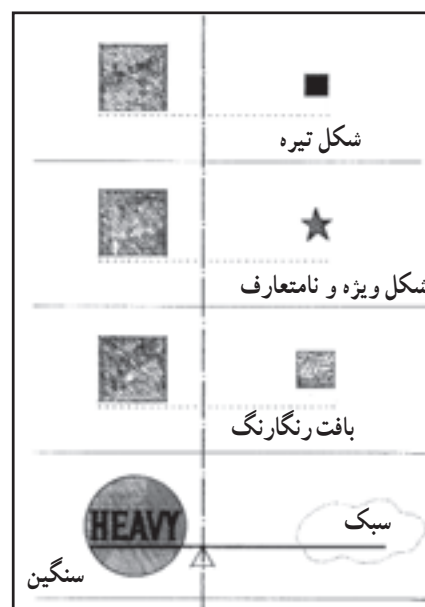 شکل تیره
شکل ویژه و نامتعارف
بافت رنگارنگ
سبک
HEAVY
سنگین